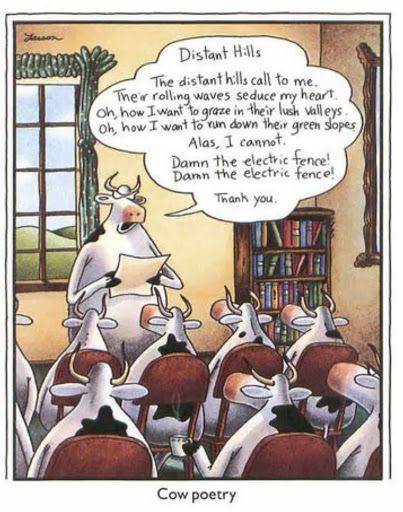 Larson
Distant Hills
The distant hills call to me.
Their rolling waves seduce my heart.
Oh, how I want to graze in their lush valleys.
Oh, how I want to run down their green slopes.
Alas, I cannot.
Damn the electric fence!
Damn the electric fence!
Thank you.
Cow poetry